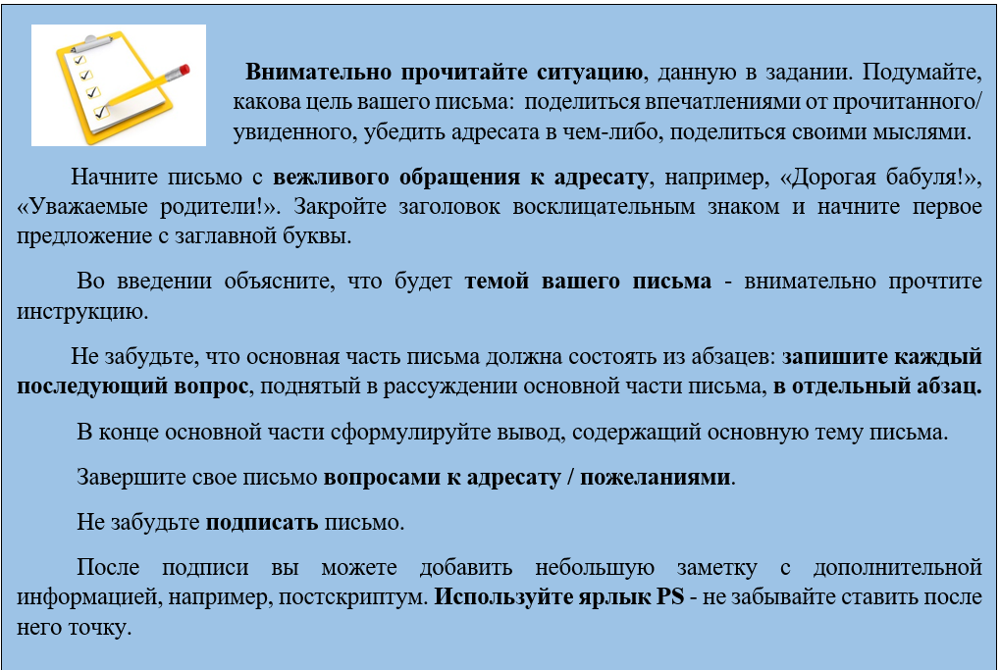 Внимательно прочитайте ситуацию, данную в задании. Подумайте,
какова цель вашего письма: поделиться впечатлениями от прочитанного/
увиденного, убедить адресата в чем-либо, поделиться своими мыслями.
Начните письмо с вежливого обращения к адресату, например, «Дорогая бабуля!»,
«Уважаемые родители!». Закройте заголовок восклицательным знаком и начните первое
предложение с заглавной буквы.
Во введении объясните, что будет темой вашего письма - внимательно прочтите
инструкцию.
Не забудьте, что основная часть письма должна состоять из абзацев: запишите каждый
последующий вопрос, поднятый в рассуждении основной части письма, в отдельный абзац.
В конце основной части сформулируйте вывод, содержащий основную тему письма.
Завершите свое письмо вопросами к адресату / пожеланиями.
Не забудьте подписать письмо.
После подписи вы можете добавить небольшую заметку с дополнительной
информацией, например, постскриптум. Используйте ярлык PS - не забывайте ставить после
него точку.